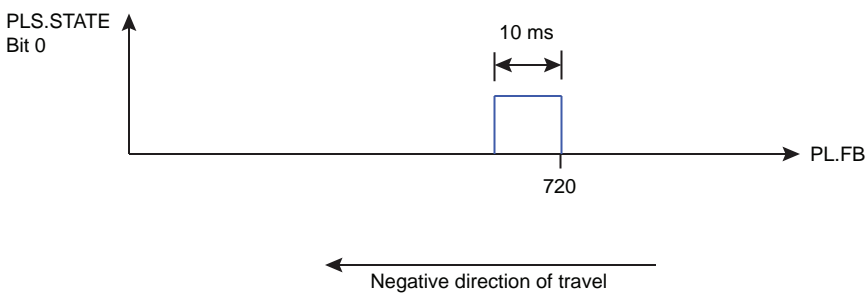 PLS.STATE
Bit 0
10 ms
PL.FB
720
Negative direction of travel